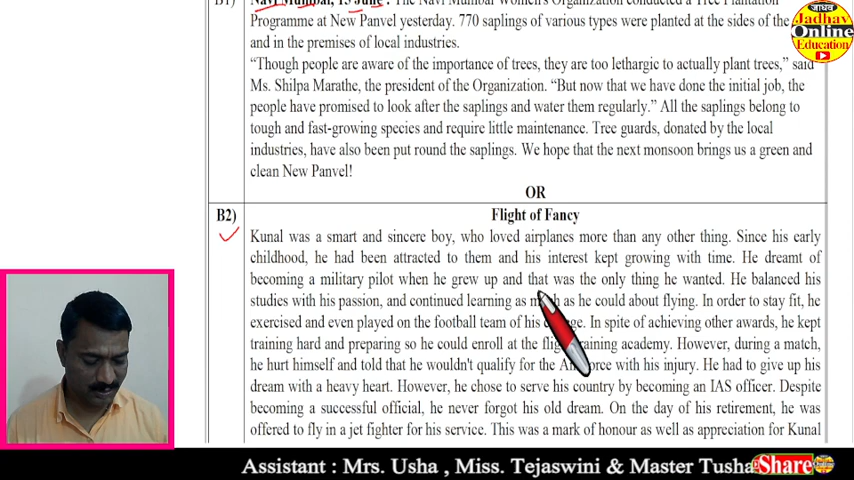 B1) Navi Mumbai, 15 June : The Navi Mumbai Women's Organization conducted a Tree Plantation
Programme at New Panvel yesterday. 770 saplings of various types were planted at the sides of the
and in the premises of local industries.
"Though people are aware of the importance of trees, they are too lethargic to actually plant trees," said
Ms. Shilpa Marathe, the president of the Organization. "But now that we have done the initial job, the
people have promised to look after the saplings and water them regularly." All the saplings belong to
tough and fast-growing species and require little maintenance. Tree guards, donated by the local
industries, have also been put round the saplings. We hope that the next monsoon brings us a green and
clean New Panvel!
OR
B2) Flight of Fancy
Kunal was a smart and sincere boy, who loved airplanes more than any other thing. Since his early
childhood, he had been attracted to them and his interest kept growing with time. He dreamt of
becoming a military pilot when he grew up and that was the only thing he wanted. He balanced his
studies with his passion, and continued learning as much as he could about flying. In order to stay fit, he
exercised and even played on the football team of his college. In spite of achieving other awards, he kept
training hard and preparing so he could enroll at the flight training academy. However, during a match,
he hurt himself and told that he wouldn't qualify for the Air Force with his injury. He had to give up his
dream with a heavy heart. However, he chose to serve his country by becoming an IAS officer. Despite
becoming a successful official, he never forgot his old dream. On the day of his retirement, he was
offered to fly in a jet fighter for his service. This was a mark of honour as well as appreciation for Kunal
जाधव
Jadhav
Online
Education
Assistant : Mrs. Usha , Miss. Tejaswini & Master Tusha
Share